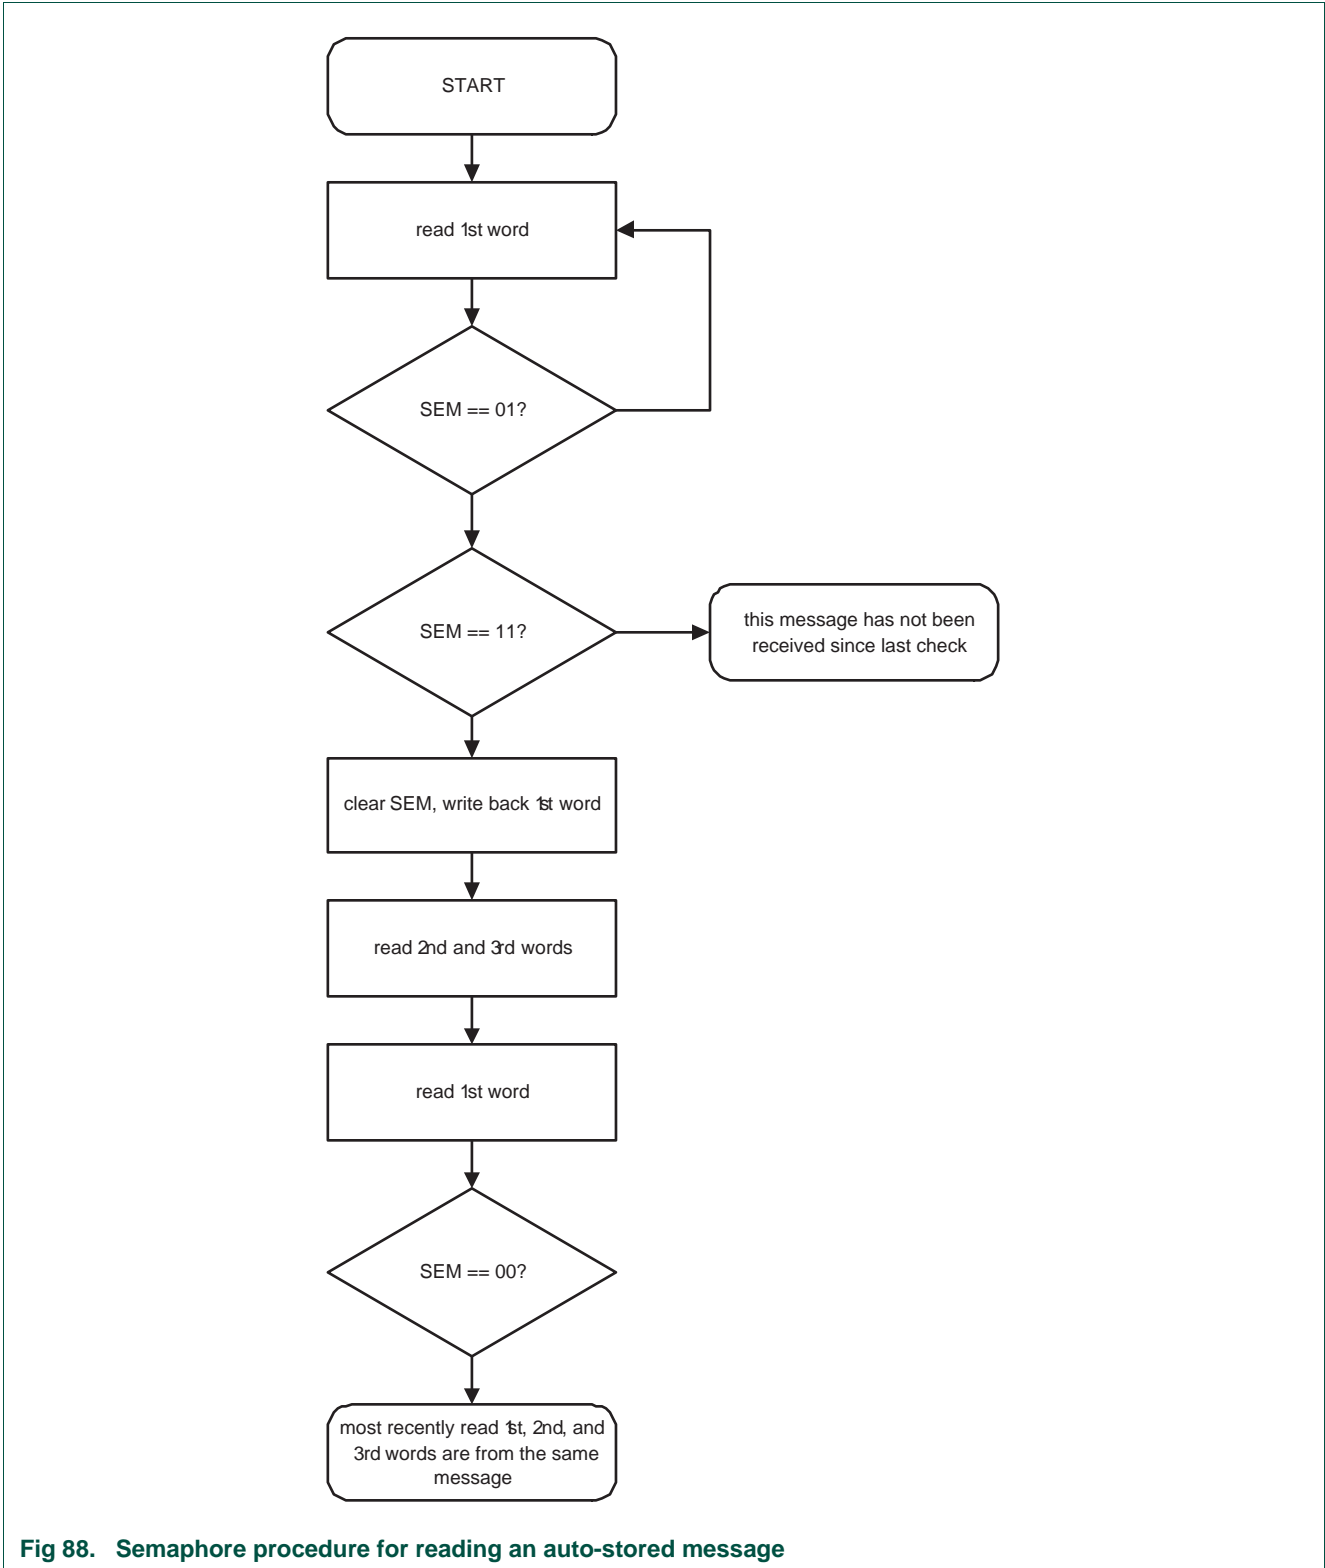 START
read 1st word
SEM == 01?
SEM == 11?
this message has not been
received since last check
clear SEM, write back 1st word
read 2nd and 3rd words
read 1st word
SEM == 00?
most recently read 1st, 2nd, and
3rd words are from the same
message
Fig 88. Semaphore procedure for reading an auto-stored message